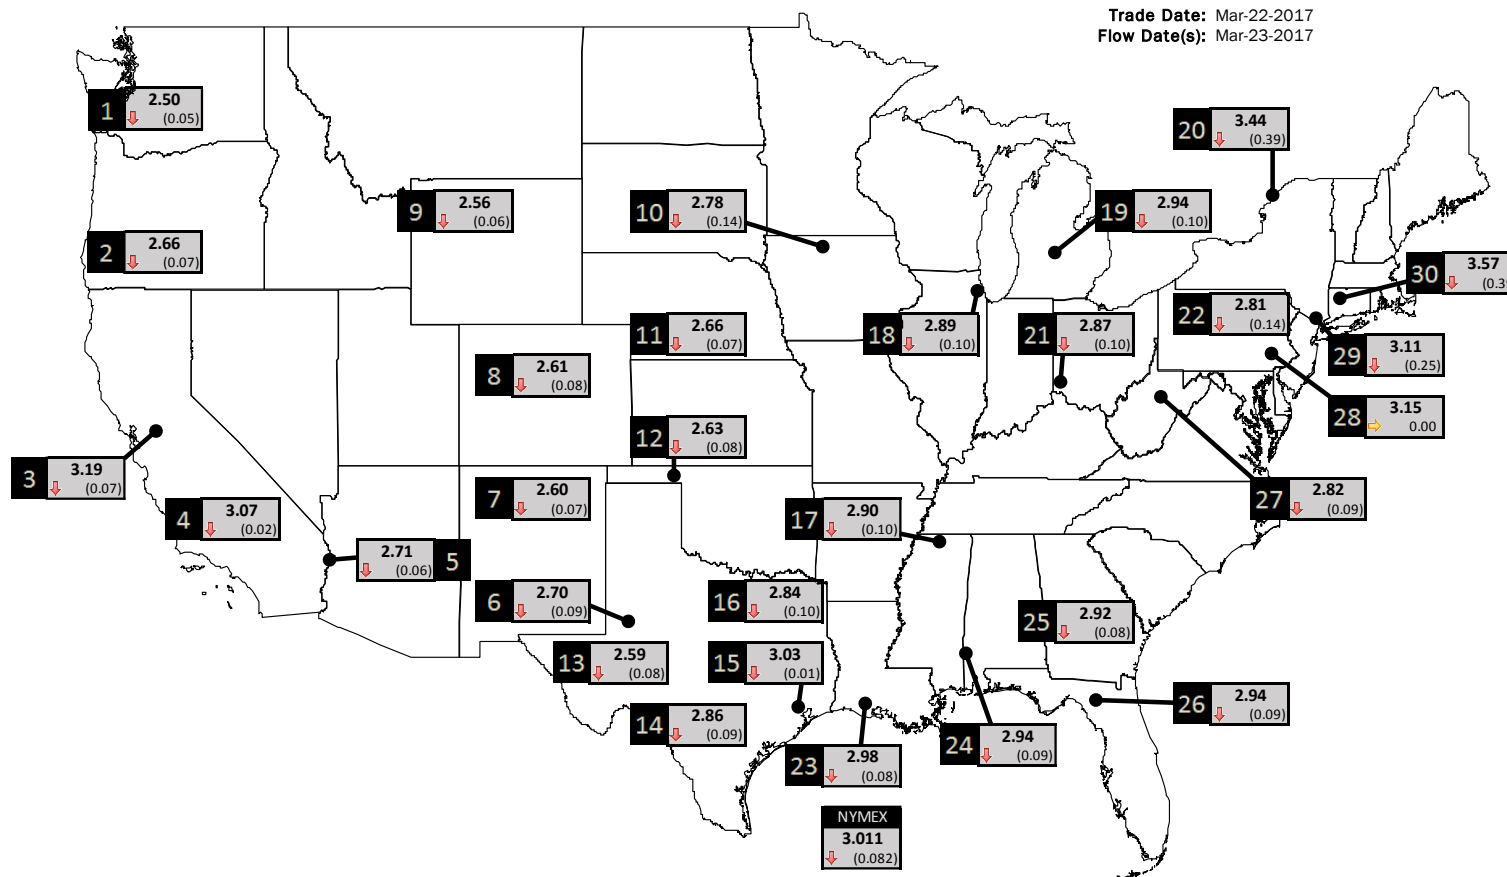 Trade Date: Mar-22-2017
Flow Date(s): Mar-23-2017
1 2.50 (0.05)
20 3.44 (0.39)
9 2.56 (0.06)
10 2.78 (0.14)
19 2.94 (0.10)
2 2.66 (0.07)
30 3.57
22 2.81 (0.14)
11 2.66 (0.07)
18 2.89 (0.10)
21 2.87 (0.10)
29 3.11 (0.25)
8 2.61 (0.08)
28 3.15 0.00
12 2.63 (0.08)
3 3.19 (0.07)
7 2.60 (0.07)
27 2.82 (0.09)
4 3.07 (0.02)
17 2.90 (0.10)
2.71 (0.06) 5
6 2.70 (0.09)
16 2.84 (0.10)
25 2.92 (0.08)
13 2.59 (0.08)
15 3.03 (0.01)
26 2.94 (0.09)
14 2.86 (0.09)
24 2.94 (0.09)
23 2.98 (0.08)
NYMEX
3.011
(0.082)